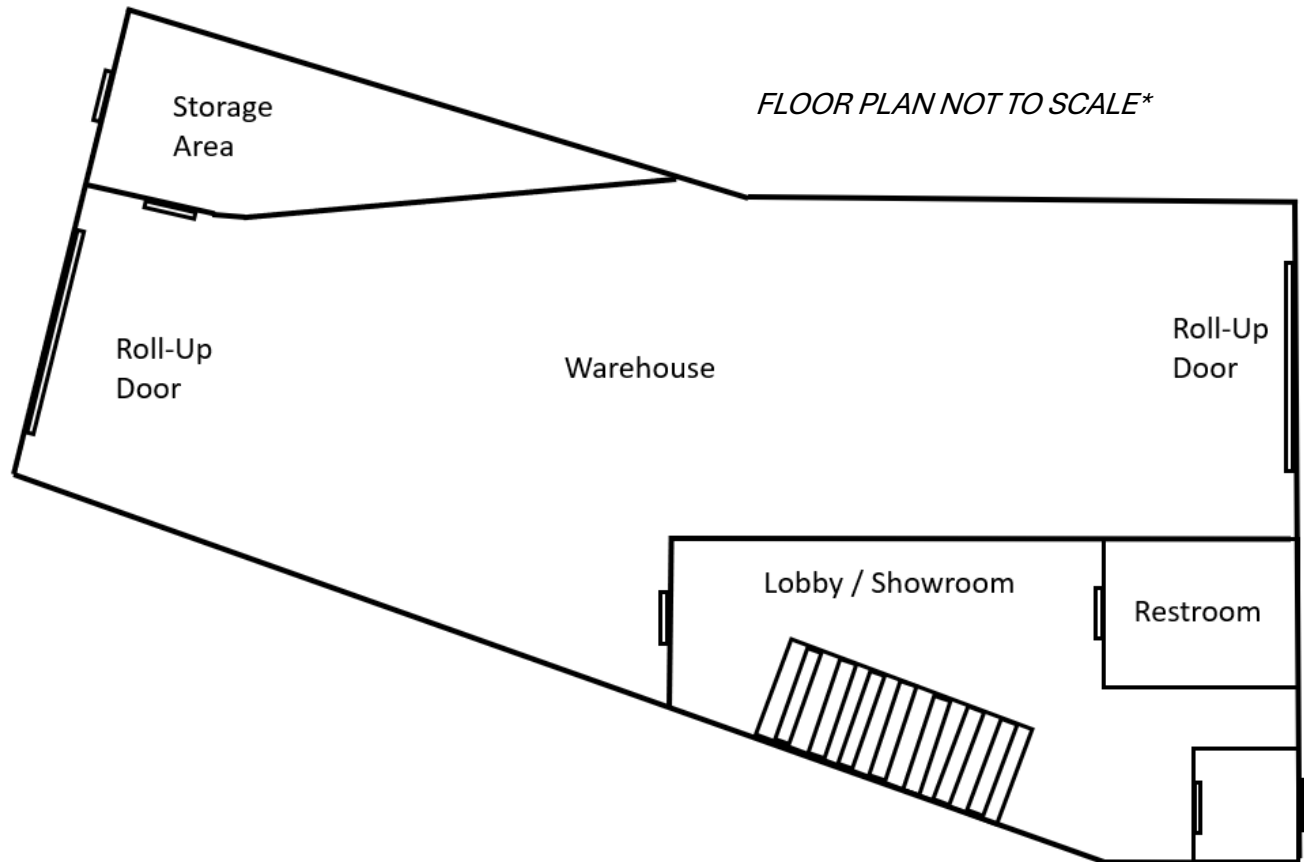 FLOOR PLAN NOT TO SCALE*
Storage
Area
Roll-Up
Door
Warehouse
Roll-Up
Door
Lobby / Showroom
Restroom